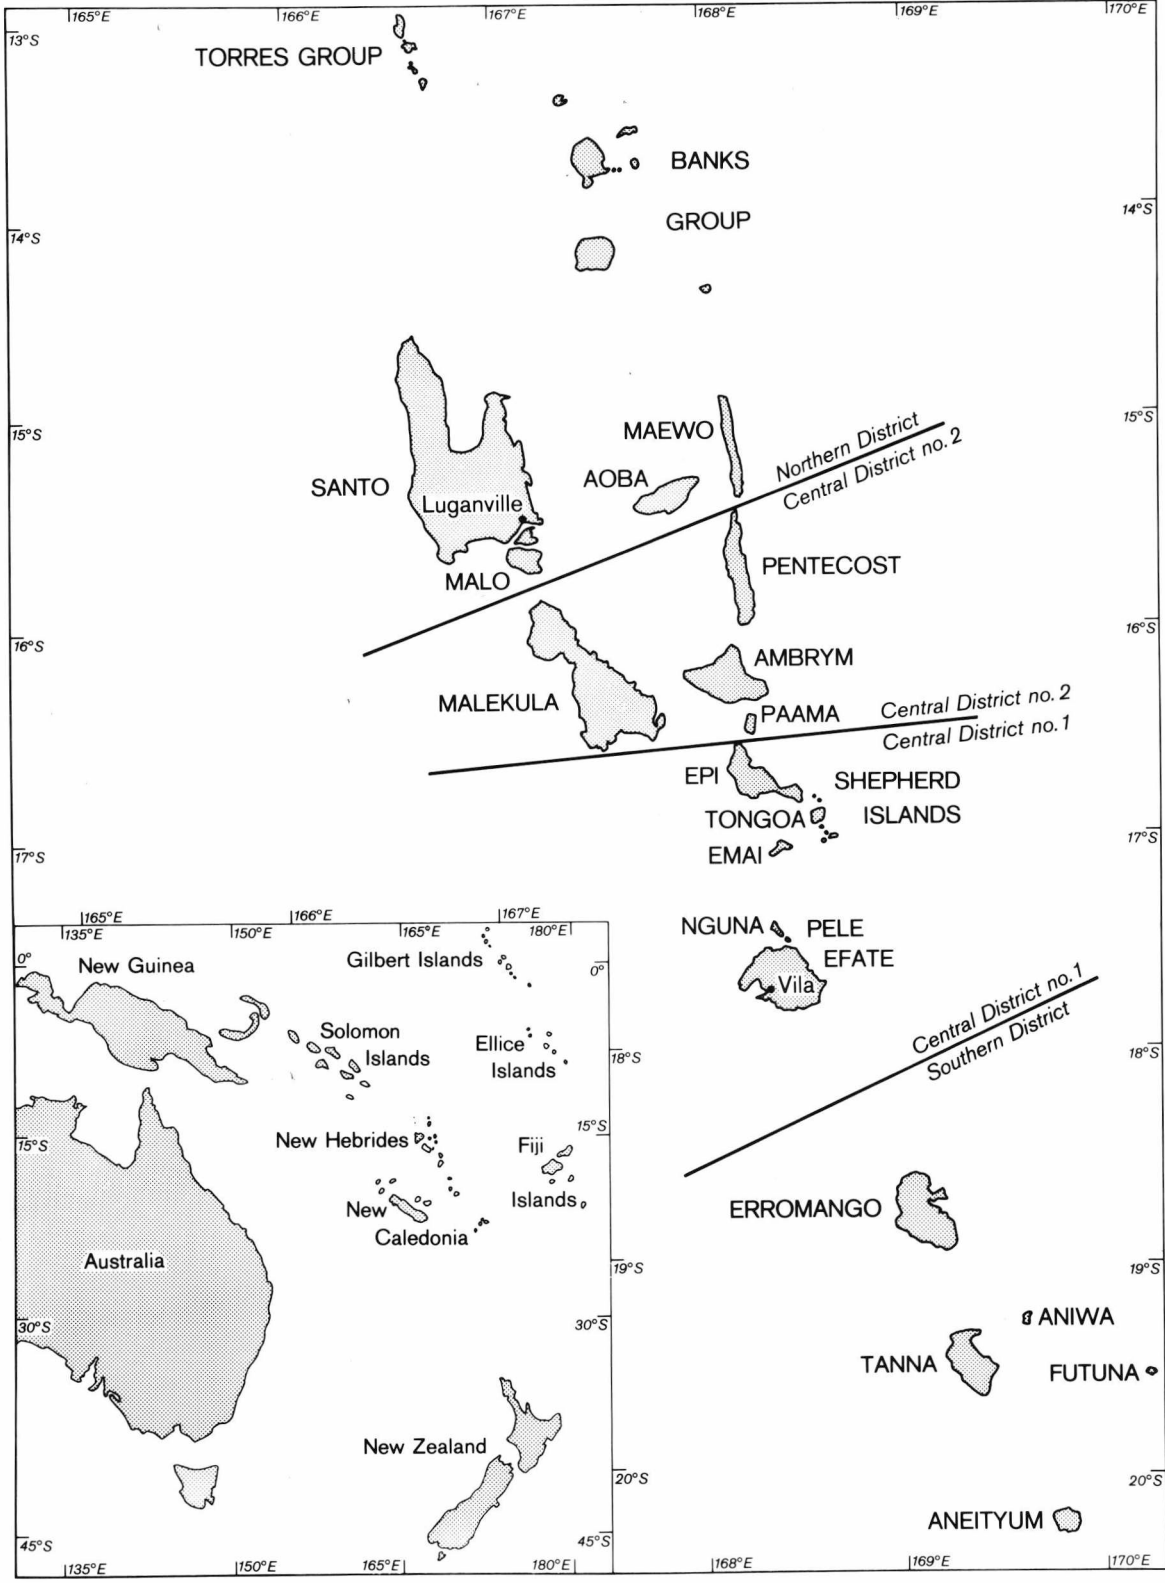 165°E
166°E
167°E
168°E
169°E
170°E
13°S
TORRES GROUP
BANKS
GROUP
14°S
14°S
MAEWO
15°S
15°S
Northern District
Central District no. 2
AOBA
SANTO
Luganville
PENTECOST
MALO
16°S
16°S
AMBRYM
MALEKULA
PAAMA
Central District no. 2
Central District no. 1
EPI
SHEPHERD
ISLANDS
TONGOA
EMAI
17°S
17°S
NGUNA
PELE
EFATE
Vila
Central District no. 1
Southern District
18°S
18°S
ERROMANGO
19°S
19°S
ANIWA
TANNA
FUTUNA
20°S
20°S
ANEITYUM
168°E
169°E
170°E
165°E
166°E
167°E
135°E
150°E
165°E
180°E
0°
0°
New Guinea
Gilbert Islands
Solomon
Islands
Ellice
Islands
15°S
15°S
New Hebrides
Fiji
Islands
New
Caledonia
Australia
30°S
30°S
New Zealand
45°S
45°S
135°E
150°E
165°E
180°E